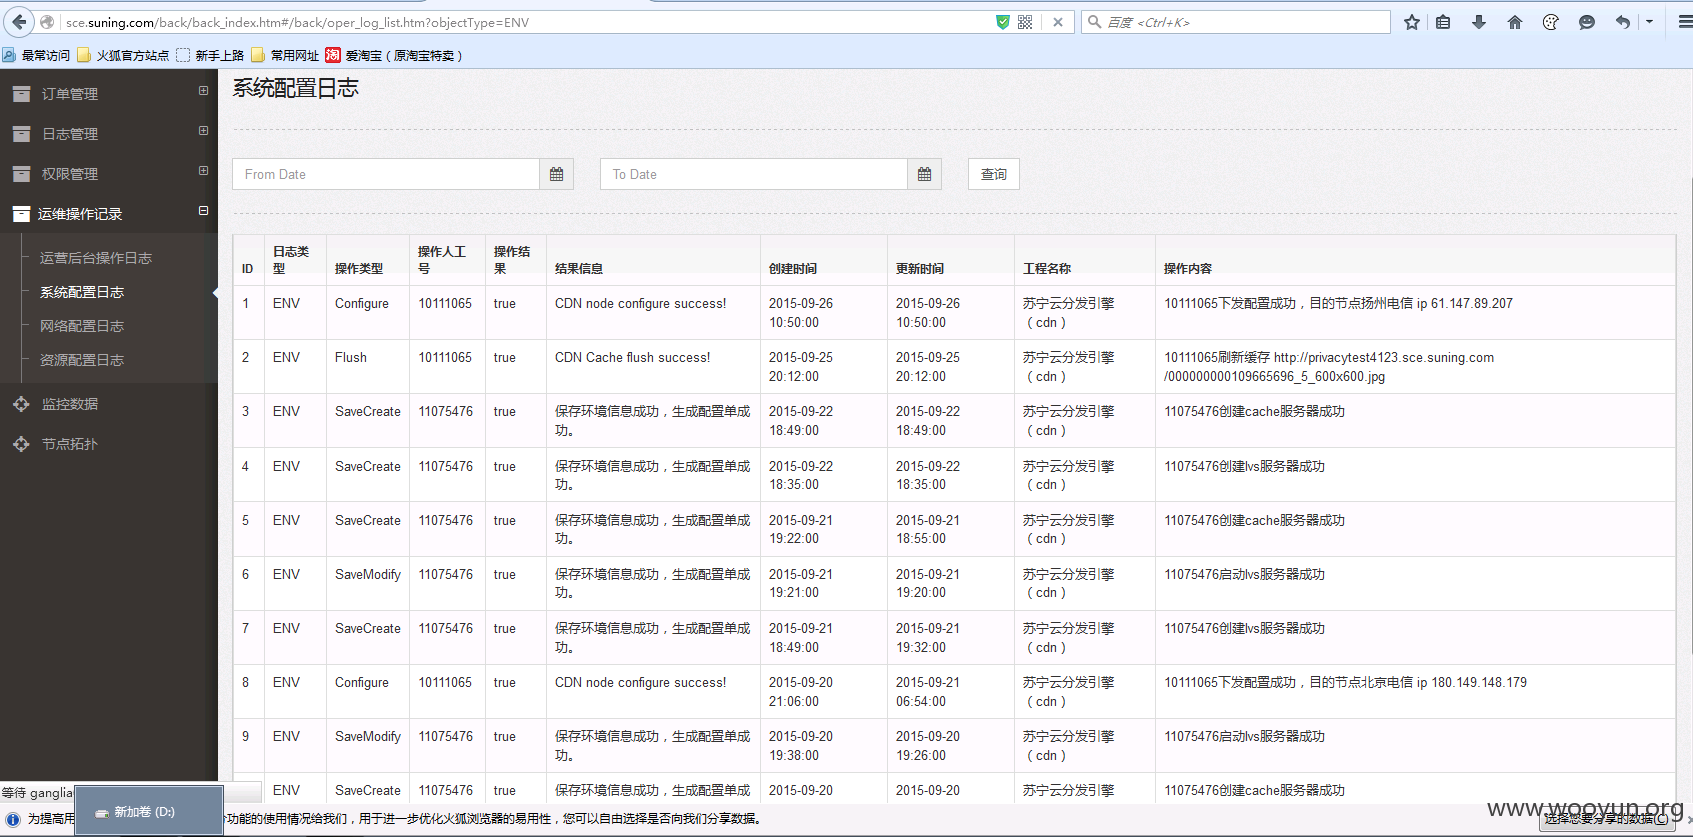 sce.suning.com/back/back_index.htm#/back/oper_log_list.htm?objectType=ENV
百度 <Ctrl+K>
最常访问 火狐官方站点 新手上路 常用网址 淘 爱淘宝（原淘宝特卖）
订单管理
日志管理
权限管理
运维操作记录
运营后台操作日志
系统配置日志
网络配置日志
资源配置日志
监控数据
节点拓扑
系统配置日志
From Date To Date 查询
ID 日志类型 操作类型 操作人工号 操作结果 结果信息 创建时间 更新时间 工程名称 操作内容
1 ENV Configure 10111065 true CDN node configure success! 2015-09-26 10:50:00 2015-09-26 10:50:00 苏宁云分发引擎（cdn） 10111065下发配置成功，目的节点扬州电信 ip 61.147.89.207
2 ENV Flush 10111065 true CDN Cache flush success! 2015-09-25 20:12:00 2015-09-25 20:12:00 苏宁云分发引擎（cdn） 10111065刷新缓存 http://privacytest4123.sce.suning.com/000000000109665696_5_600x600.jpg
3 ENV SaveCreate 11075476 true 保存环境信息成功，生成配置单成功。 2015-09-22 18:49:00 2015-09-22 18:49:00 苏宁云分发引擎（cdn） 11075476创建cache服务器成功
4 ENV SaveCreate 11075476 true 保存环境信息成功，生成配置单成功。 2015-09-22 18:35:00 2015-09-22 18:35:00 苏宁云分发引擎（cdn） 11075476创建lvs服务器成功
5 ENV SaveCreate 11075476 true 保存环境信息成功，生成配置单成功。 2015-09-21 19:22:00 2015-09-21 18:55:00 苏宁云分发引擎（cdn） 11075476创建cache服务器成功
6 ENV SaveModify 11075476 true 保存环境信息成功，生成配置单成功。 2015-09-21 19:21:00 2015-09-21 19:20:00 苏宁云分发引擎（cdn） 11075476启动lvs服务器成功
7 ENV SaveCreate 11075476 true 保存环境信息成功，生成配置单成功。 2015-09-21 18:49:00 2015-09-21 19:32:00 苏宁云分发引擎（cdn） 11075476创建lvs服务器成功
8 ENV Configure 10111065 true CDN node configure success! 2015-09-20 21:06:00 2015-09-21 06:54:00 苏宁云分发引擎（cdn） 10111065下发配置成功，目的节点北京电信 ip 180.149.148.179
9 ENV SaveModify 11075476 true 保存环境信息成功，生成配置单成功。 2015-09-20 19:38:00 2015-09-20 19:26:00 苏宁云分发引擎（cdn） 11075476启动lvs服务器成功
ENV SaveCreate 11075476 true 保存环境信息成功，生成配置单成 2015-09-20 2015-09-20 苏宁云分发引擎 11075476创建cache服务器成功
等待 ganglia
新加卷 (D:)
为提高用 功能的使用情况给我们，用于进一步优化火狐浏览器的易用性，您可以自由选择是否向我们分享数据。
选择您要分享的数据(C)
www.wooyun.org